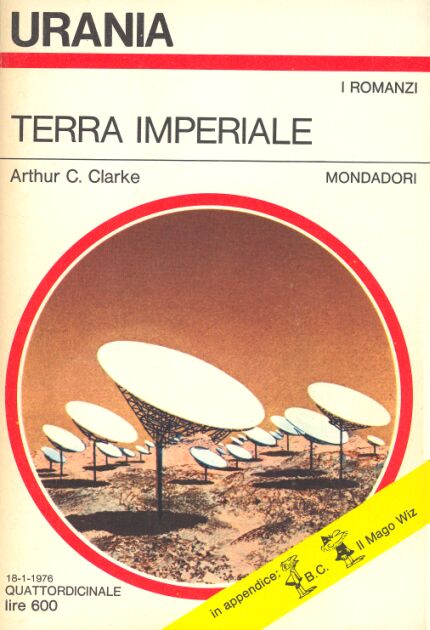 URANIA
I ROMANZI
TERRA IMPERIALE
Arthur C. Clarke
MONDADORI
18-1-1976
QUATTORDICINALE
lire 600
in appendice:
B.C.
Il Mago Wiz